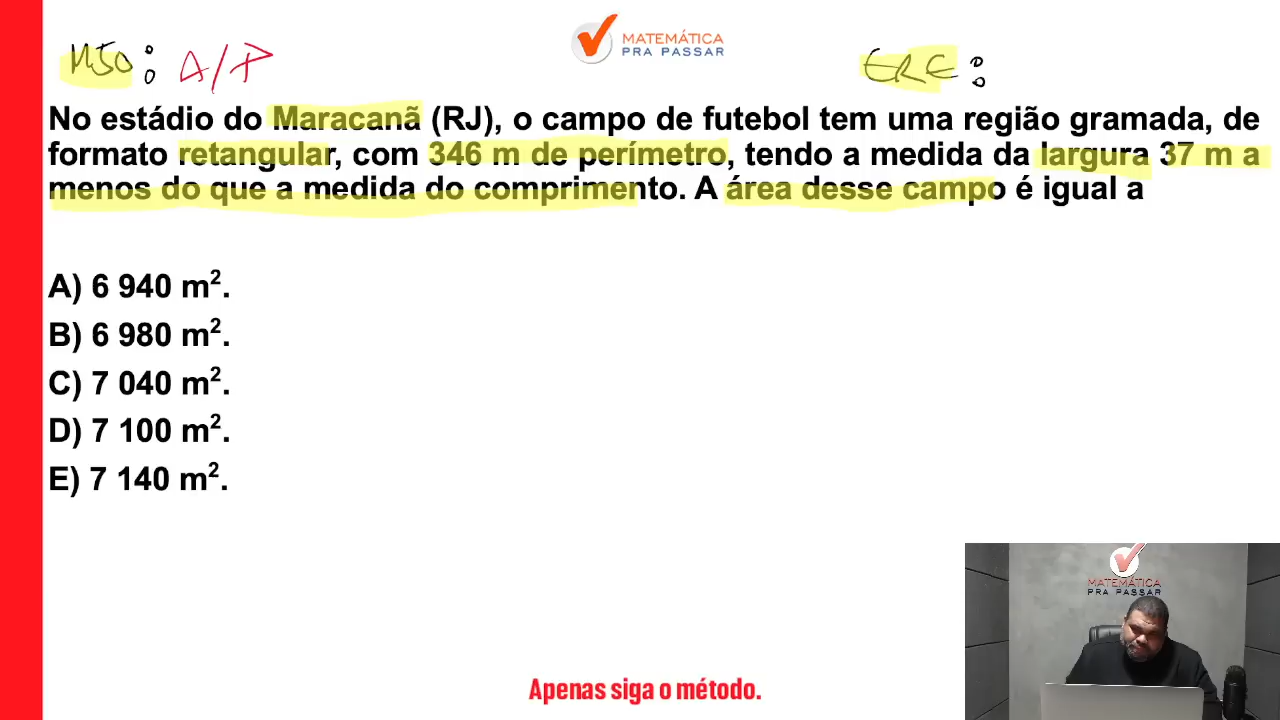 MATEMÁTICA
PRA PASSAR
M50: A/P
ERE:
No estádio do Maracanã (RJ), o campo de futebol tem uma região gramada, de
formato retangular, com 346 m de perímetro, tendo a medida da largura 37 m a
menos do que a medida do comprimento. A área desse campo é igual a
A) 6 940 m².
B) 6 980 m².
C) 7 040 m².
D) 7 100 m².
E) 7 140 m².
MATEMÁTICA
PRA PASSAR
Apenas siga o método.